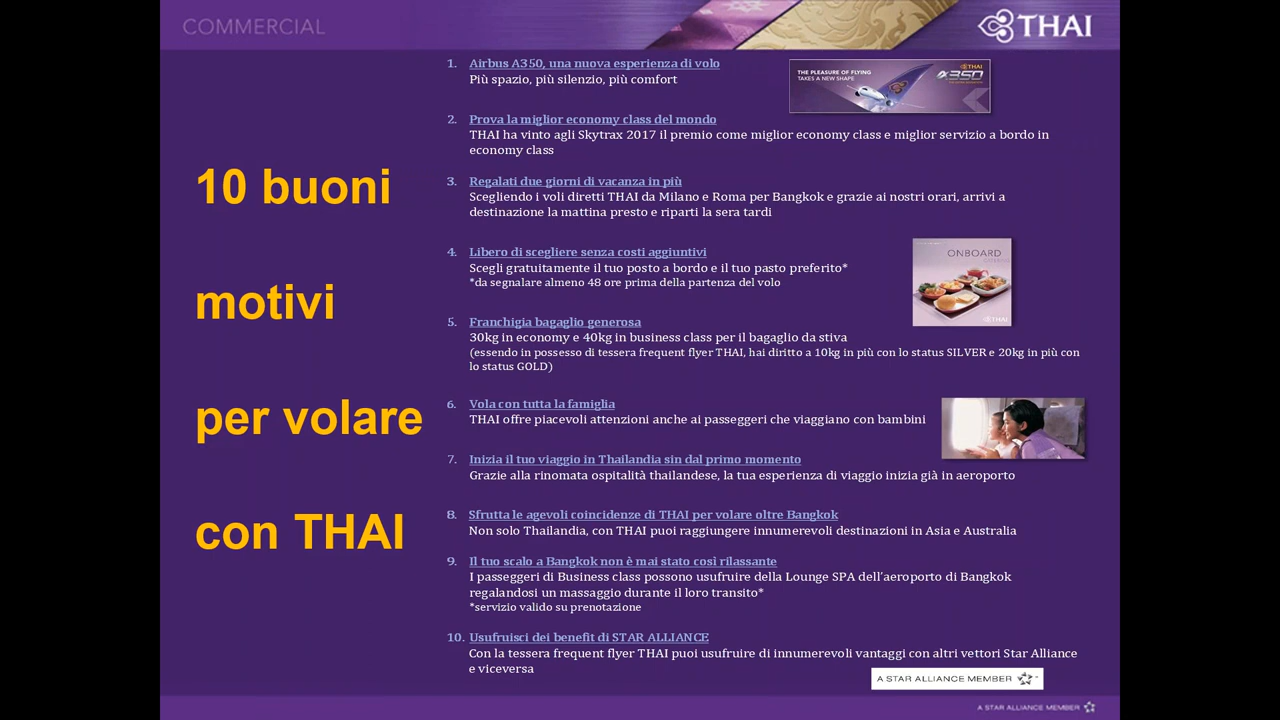 COMMERCIAL
THAI
10 buoni
motivi
per volare
con THAI
1. Airbus A350, una nuova esperienza di volo
Più spazio, più silenzio, più comfort
THE PLEASURE OF FLYING
TAKES A NEW SHAPE
THAI
A350
2. Prova la miglior economy class del mondo
THAI ha vinto agli Skytrax 2017 il premio come miglior economy class e miglior servizio a bordo in
economy class
3. Regalati due giorni di vacanza in più
Scegliendo i voli diretti THAI da Milano e Roma per Bangkok e grazie ai nostri orari, arrivi a
destinazione la mattina presto e riparti la sera tardi
4. Libero di scegliere senza costi aggiuntivi
Scegli gratuitamente il tuo posto a bordo e il tuo pasto preferito*
*da segnalare almeno 48 ore prima della partenza del volo
ONBOARD
THAI
5. Franchigia bagaglio generosa
30kg in economy e 40kg in business class per il bagaglio da stiva
(essendo in possesso di tessera frequent flyer THAI, hai diritto a 10kg in più con lo status SILVER e 20kg in più con
lo status GOLD)
6. Vola con tutta la famiglia
THAI offre piacevoli attenzioni anche ai passeggeri che viaggiano con bambini
7. Inizia il tuo viaggio in Thailandia sin dal primo momento
Grazie alla rinomata ospitalità thailandese, la tua esperienza di viaggio inizia già in aeroporto
8. Sfrutta le agevoli coincidenze di THAI per volare oltre Bangkok
Non solo Thailandia, con THAI puoi raggiungere innumerevoli destinazioni in Asia e Australia
9. Il tuo scalo a Bangkok non è mai stato così rilassante
I passeggeri di Business class possono usufruire della Lounge SPA dell'aeroporto di Bangkok
regalandosi un massaggio durante il loro transito*
*servizio valido su prenotazione
10. Usufruisci dei benefit di STAR ALLIANCE
Con la tessera frequent flyer THAI puoi usufruire di innumerevoli vantaggi con altri vettori Star Alliance
e viceversa
A STAR ALLIANCE MEMBER
A STAR ALLIANCE MEMBER